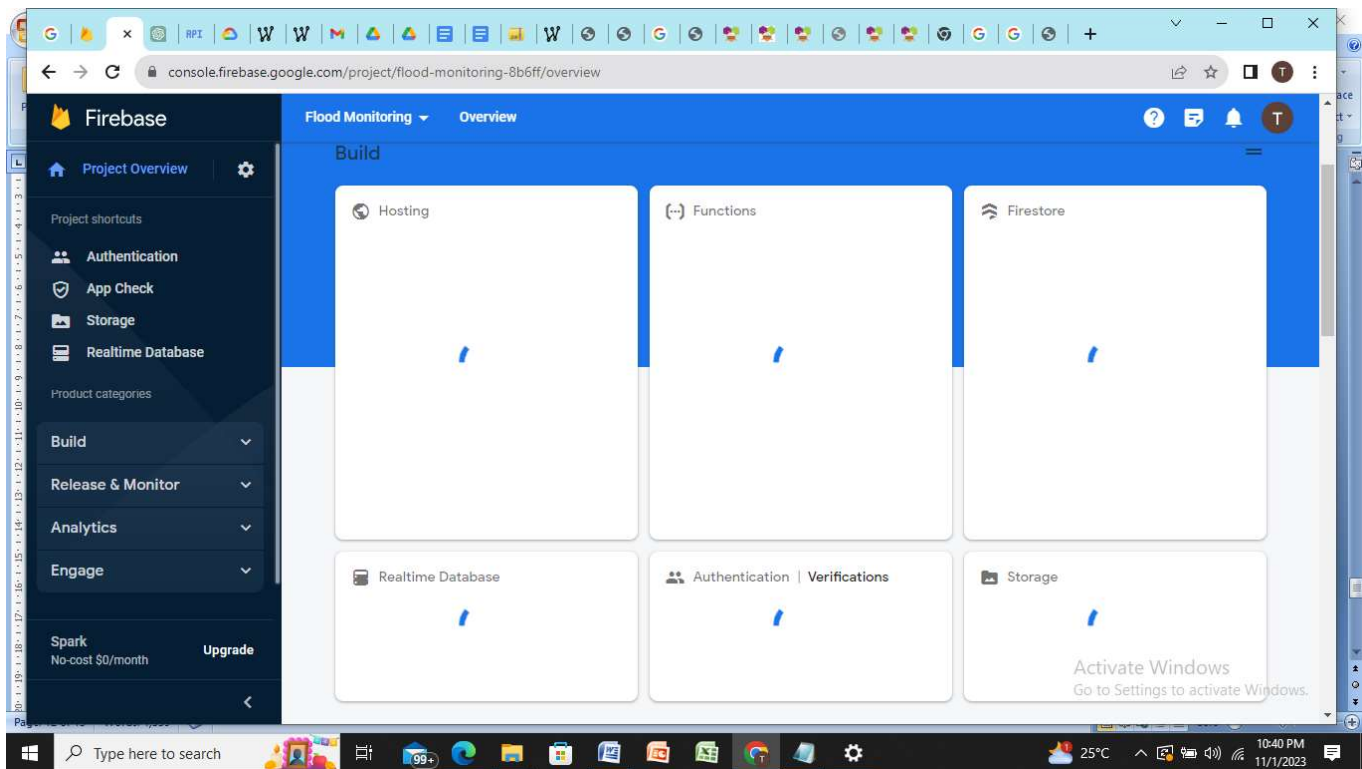 RPI
console.firebase.google.com/project/flood-monitoring-8b6ff/overview
T
Firebase
Flood Monitoring
Overview
T
Project Overview
Build
Project shortcuts
Authentication
App Check
Storage
Realtime Database
Product categories
Build
Release & Monitor
Analytics
Engage
Spark
No-cost $0/month
Upgrade
Hosting
Functions
Firestore
Realtime Database
Authentication | Verifications
Storage
Activate Windows
Go to Settings to activate Windows.
Type here to search
99+
25°C
10:40 PM
11/1/2023